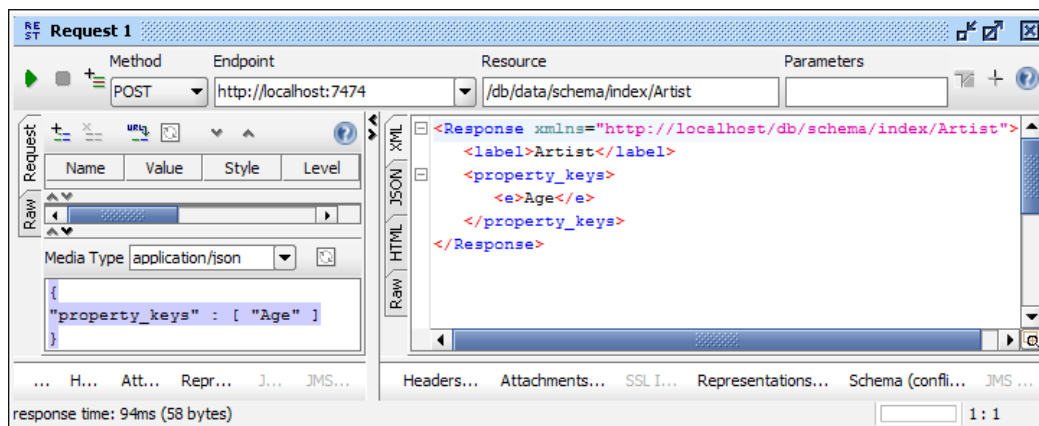 RE
ST Request 1
Method Endpoint Resource Parameters
POST http://localhost:7474 /db/data/schema/index/Artist
Request
Raw
URL
Name Value Style Level
Media Type application/json
{
"property_keys" : [ "Age" ]
}
XML
JSON
HTML
Raw
<Response xmlns="http://localhost/db/schema/index/Artist">
<label>Artist</label>
<property_keys>
<e>Age</e>
</property_keys>
</Response>
... H... Att... Repr... J... JMS...
Headers... Attachments... SSL I... Representations... Schema (confli... JMS ...
response time: 94ms (58 bytes)
1 : 1